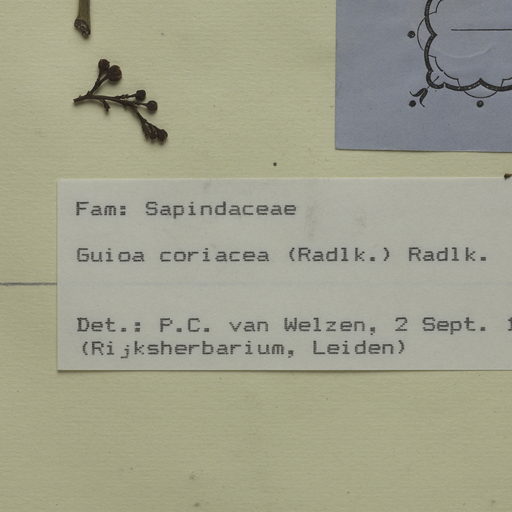 Fam: Sapindaceae
Guioa coriacea (Radlk.) Radlk.
Det.: P.C. van Welzen, 2 Sept.
(Rijksherbarium, Leiden)